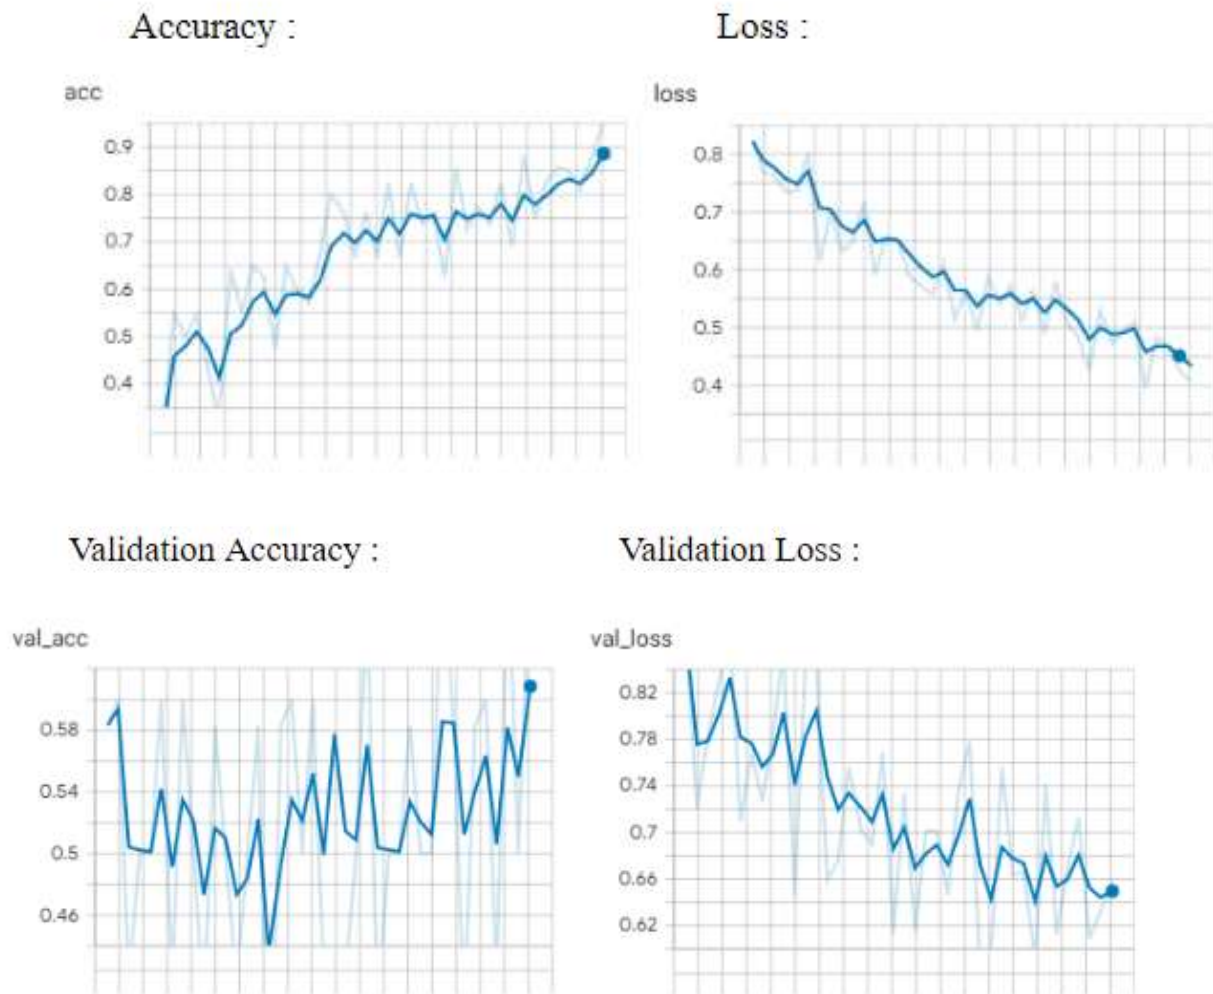 Accuracy :
Loss :
acc
loss
0.9
0.8
0.7
0.6
0.5
0.4
0.8
0.7
0.6
0.5
0.4
Validation Accuracy :
Validation Loss :
val_acc
val_loss
0.58
0.54
0.5
0.46
0.82
0.78
0.74
0.7
0.66
0.62